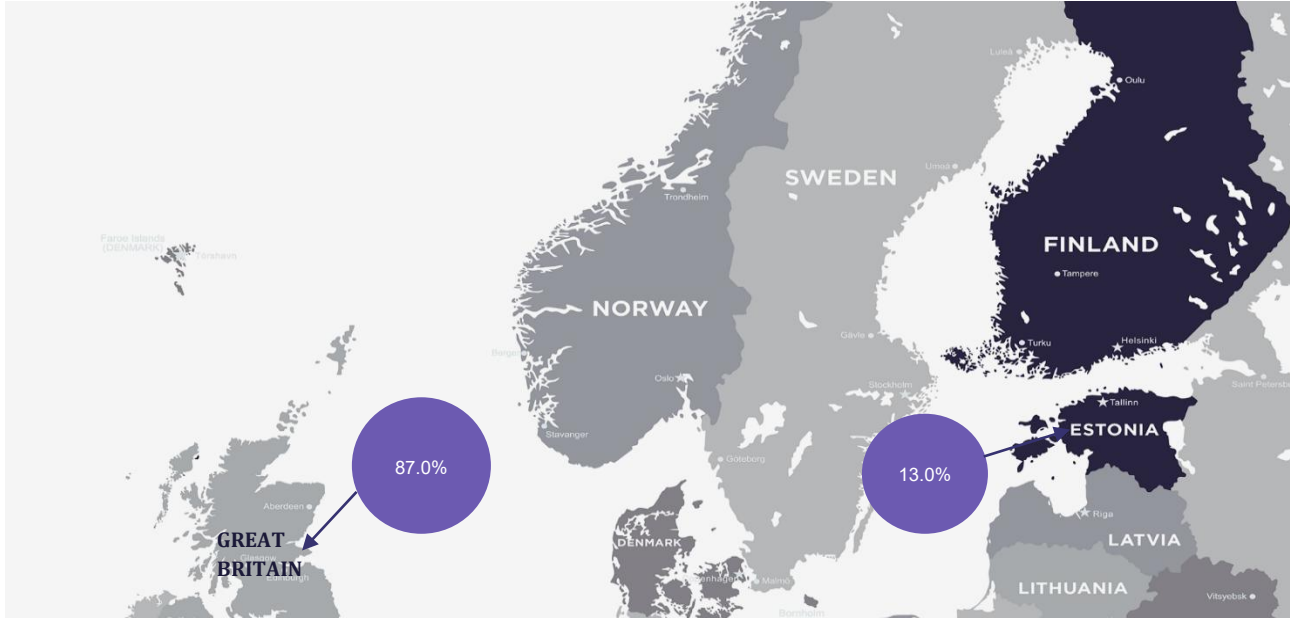 Luleå
Oulu
Umeå
SWEDEN
Trondheim
FINLAND
Faroe Islands
(DENMARK)
Tórshavn
Tampere
NORWAY
Gävle
Turku
Helsinki
Bergen
Oslo
Stockholm
Saint Petersb
Tallinn
ESTONIA
Stavanger
87.0%
Göteborg
13.0%
Aberdeen
Riga
GREAT
BRITAIN
Glasgow
Edinburgh
DENMARK
LATVIA
Malmö
LITHUANIA
Vitsyebsk
Bornholm